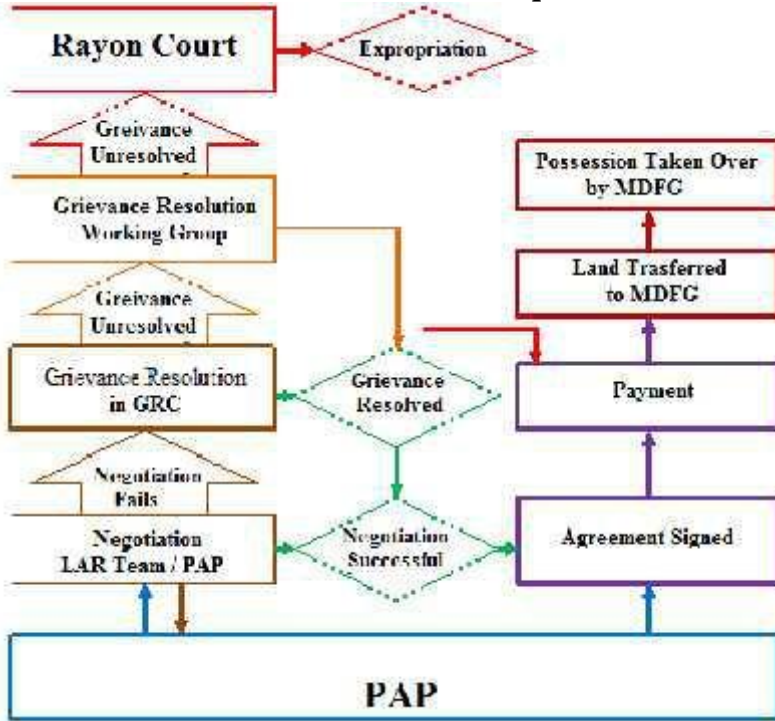 Rayon Court
Expropriation
Greivance
Unresolved
Possession Taken Over
by MDFG
Grievance Resolution
Working Group
Land Trasferred
to MDFG
Greivance
Unresolved
Grievance Resolution
in GRC
Grievance
Resolved
Payment
Negotiation
Fails
Negotiation
LAR Team / PAP
Negotiation
Successful
Agreement Signed
PAP